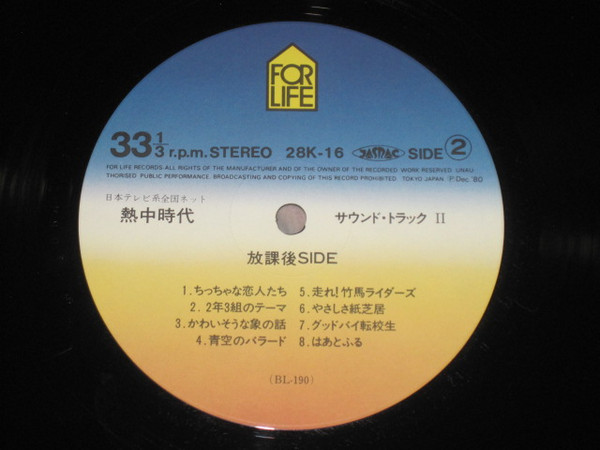 FOR
LIFE
33 1/3 r.p.m. STEREO 28K-16 JASRAC SIDE ②
FOR LIFE RECORDS·ALL RIGHTS OF THE MANUFACTURER AND OF THE OWNER OF THE RECORDED WORK RESERVED UNAU
THORISED PUBLIC PERFORMANCE. BROADCASTING AND COPYING OF THIS RECORD PROHIBITED TOKYO JAPAN Ⓟ Dec. '80
日本テレビ系全国ネット
熱中時代 サウンド・トラック II
放課後SIDE
1.ちっちゃな恋人たち
2.2年3組のテーマ
3.かわいそうな象の話
4.青空のバラード
5.走れ!竹馬ライダーズ
6.やさしさ紙芝居
7.グッドバイ転校生
8.はあとふる
(BL-190)